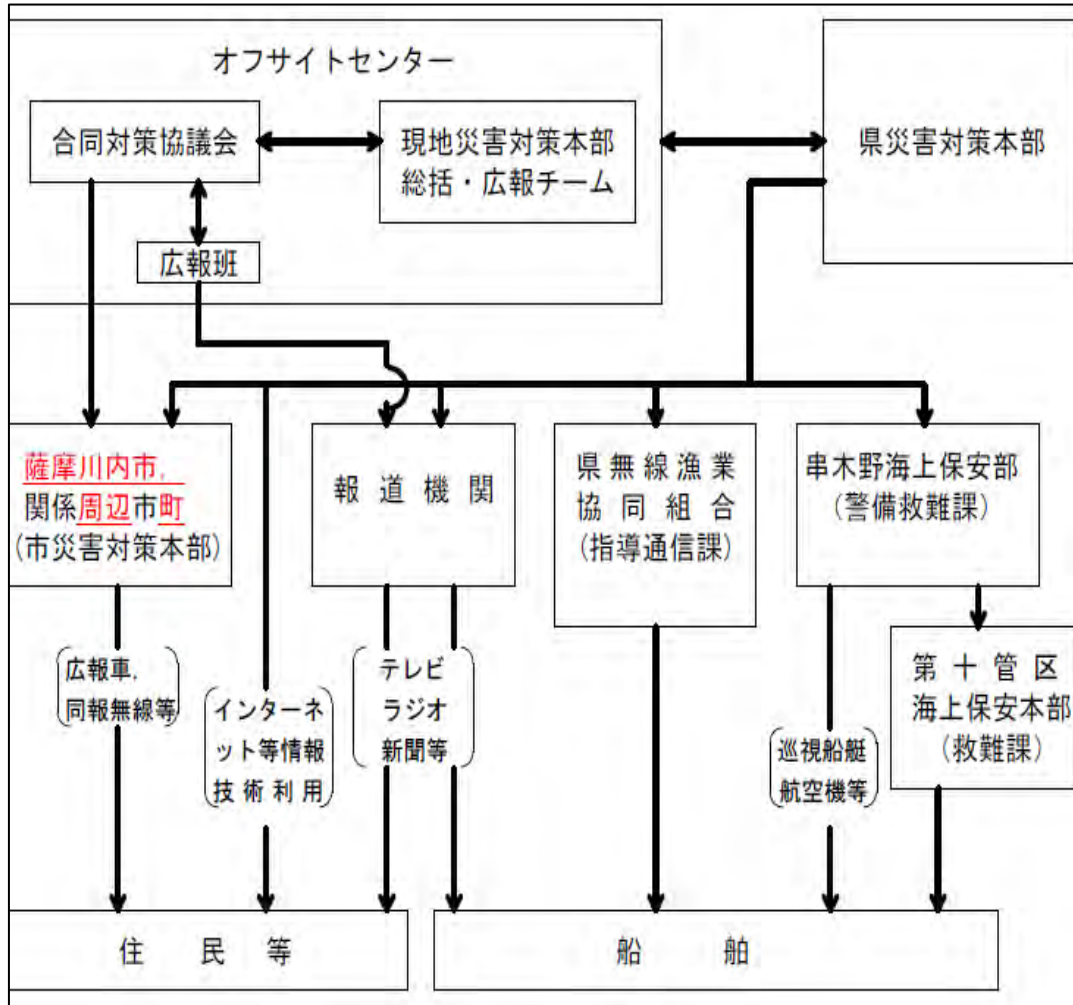 オフサイトセンター
合同対策協議会
現地災害対策本部
総括・広報チーム
県災害対策本部
広報班
薩摩川内市，
関係周辺市町
（市災害対策本部）
報道機関
県無線漁業
協同組合
（指導通信課）
串木野海上保安部
（警備救難課）
広報車，
同報無線等
インターネ
ット等情報
技術利用
テレビ
ラジオ
新聞等
巡視船艇
航空機等
第十管区
海上保安本部
（救難課）
住民等
船舶